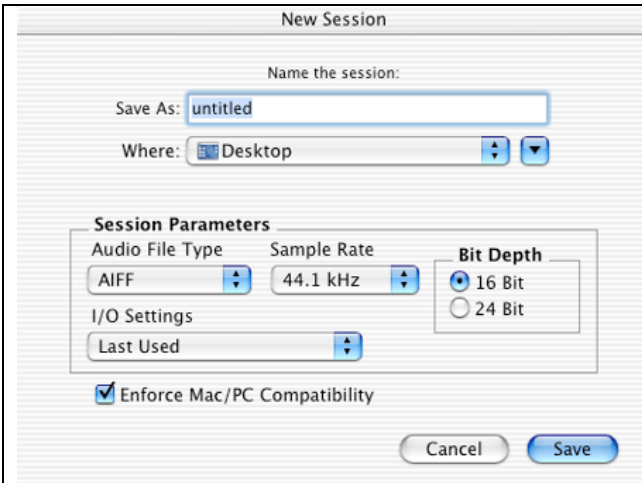 New Session
Name the session:
Save As: untitled
Where: Desktop
Session Parameters
Audio File Type Sample Rate Bit Depth
AIFF 44.1 kHz 16 Bit
24 Bit
I/O Settings
Last Used
Enforce Mac/PC Compatibility
Cancel Save